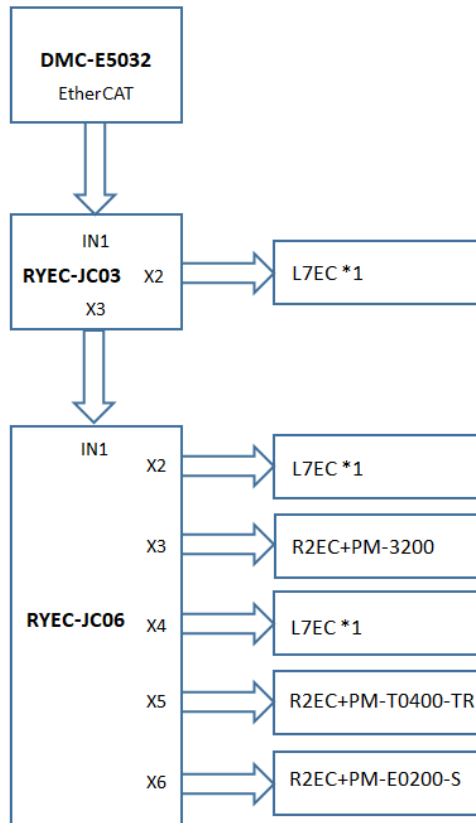 DMC-E5032
EtherCAT
IN1
RYEC-JC03 X2
X3
L7EC *1
IN1
X2
L7EC *1
X3
R2EC+PM-3200
RYEC-JC06
X4
L7EC *1
X5
R2EC+PM-T0400-TR
X6
R2EC+PM-E0200-S